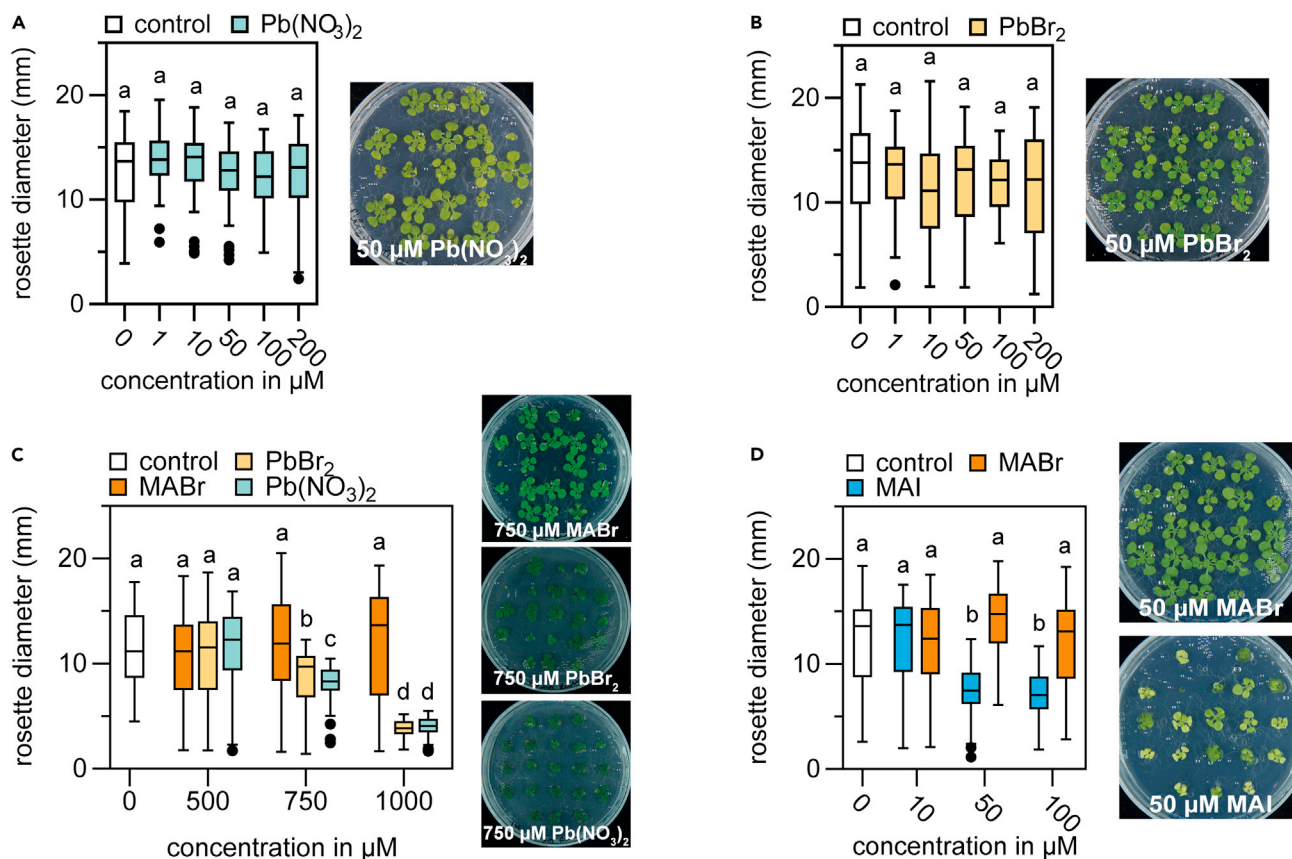 A
control Pb(NO₃)₂
rosette diameter (mm)
20
10
0
a a a a a a
0 1 10 50 100 200
concentration in µM
50 µM Pb(NO₃)₂
B
control PbBr₂
rosette diameter (mm)
20
10
0
a a a a a a
0 1 10 50 100 200
concentration in µM
50 µM PbBr₂
C
control PbBr₂
MABr Pb(NO₃)₂
rosette diameter (mm)
20
10
0
a a a a a b c a d d
0 500 750 1000
concentration in µM
750 µM MABr
750 µM PbBr₂
750 µM Pb(NO₃)₂
D
control MABr
MAI
rosette diameter (mm)
20
10
0
a a a b a b a
0 10 50 100
concentration in µM
50 µM MABr
50 µM MAI